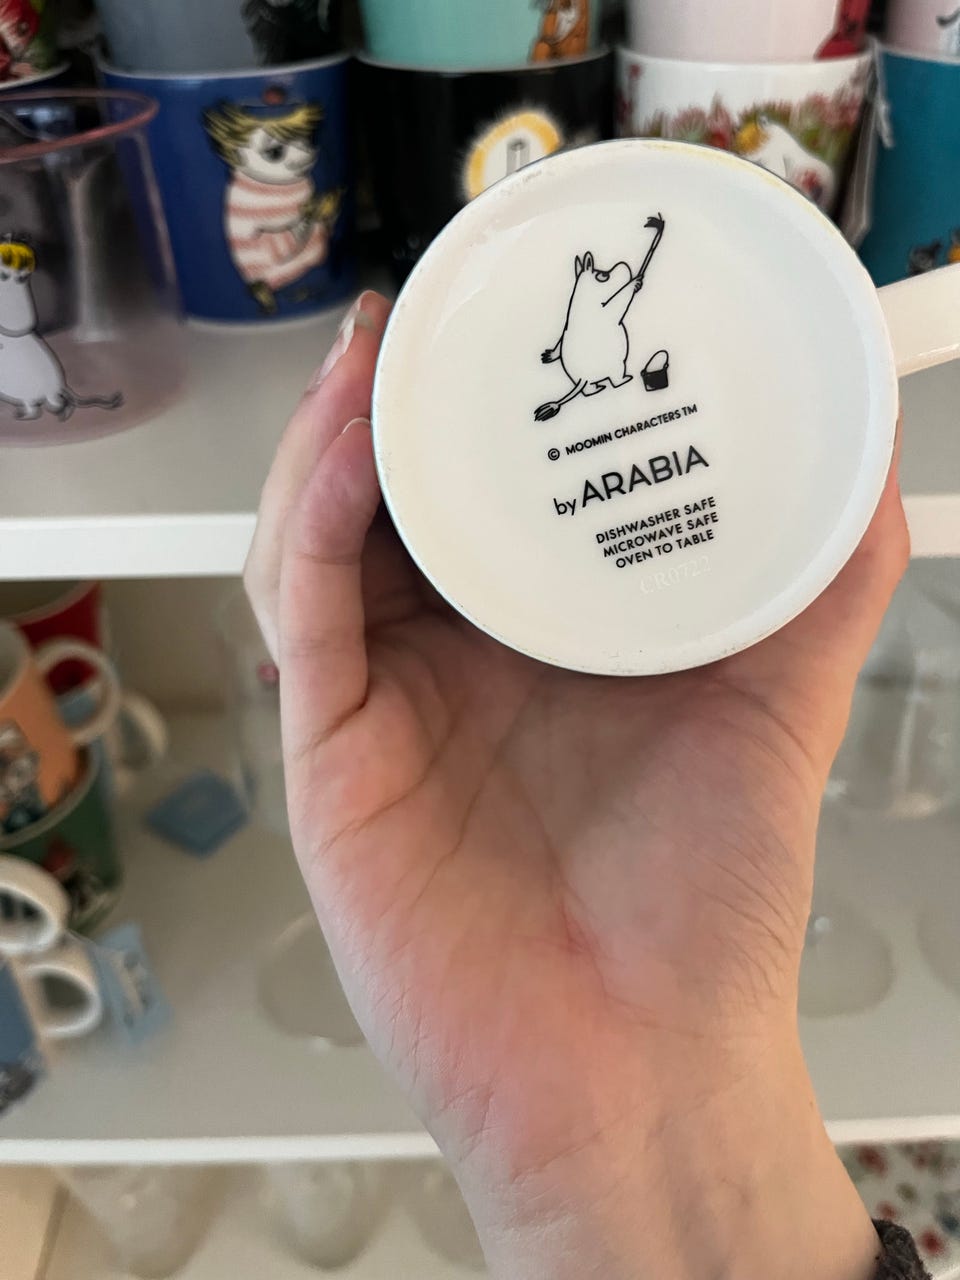 © MOOMIN CHARACTERS TM
by ARABIA
DISHWASHER SAFE
MICROWAVE SAFE
OVEN TO TABLE
CR0722